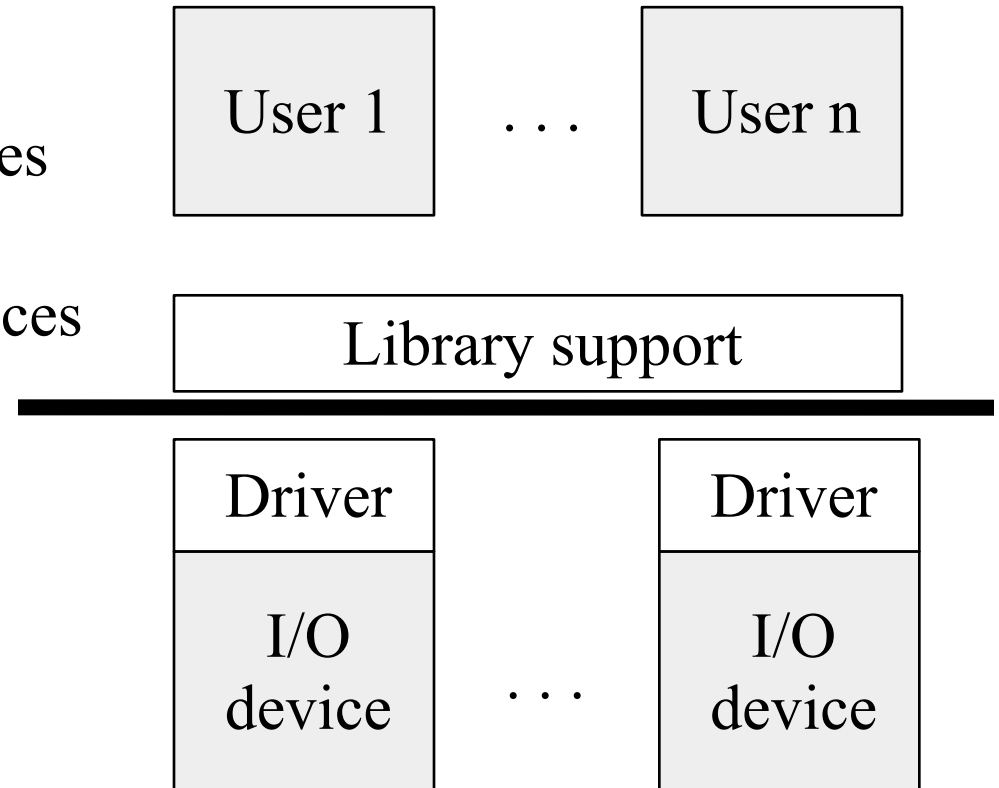 User 1
. . .
User n
es
ces
Library support
Driver
Driver
I/O
device
. . .
I/O
device